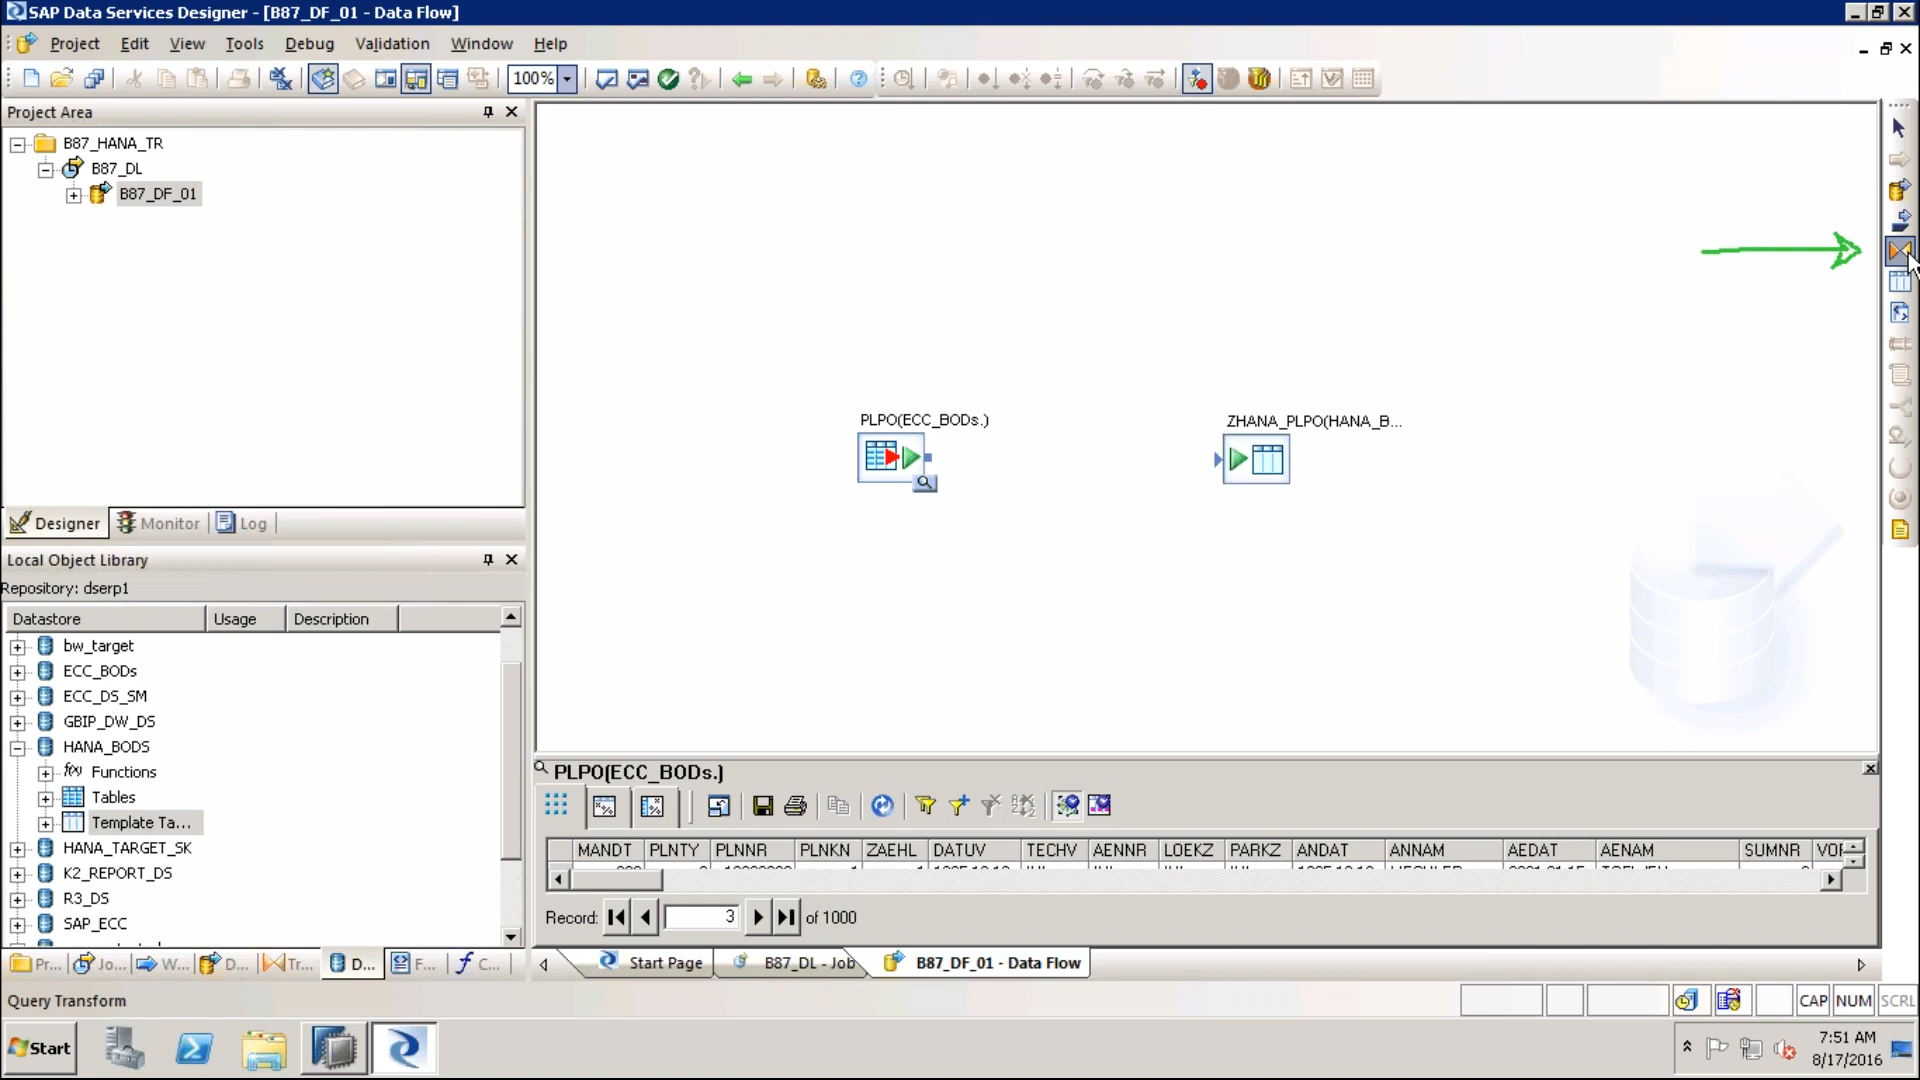 SAP Data Services Designer - [B87_DF_01 - Data Flow]
Project Edit View Tools Debug Validation Window Help
100%
Project Area
B87_HANA_TR
B87_DL
B87_DF_01
PLPO(ECC_BODs.)
ZHANA_PLPO(HANA_B...
Designer Monitor Log
Local Object Library
Repository: dserp1
Datastore Usage Description
bw_target
ECC_BODs
ECC_DS_SM
GBIP_DW_DS
HANA_BODS
Functions
Tables
Template Ta...
HANA_TARGET_SK
K2_REPORT_DS
R3_DS
SAP_ECC
PLPO(ECC_BODs.)
MANDT PLNTY PLNNR PLNKN ZAEHL DATUV TECHV AENNR LOEKZ PARKZ ANDAT ANNAM AEDAT AENAM SUMNR
Record: 3 of 1000
Pr... Jo... W... D... Tr... D... F... C...
Start Page B87_DL - Job B87_DF_01 - Data Flow
Query Transform
CAP NUM SCRL
Start
7:51 AM
8/17/2016